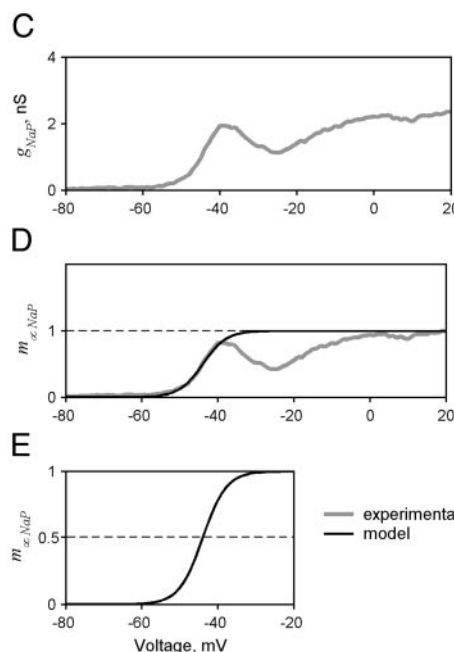 C
4
2
0
g_NaP, nS
-80 -60 -40 -20 0 20
D
1
0
m_∝ NaP
-80 -60 -40 -20 0 20
E
1
0.5
0
m_∝ NaP
-80 -60 -40 -20
Voltage, mV
experimenta
model